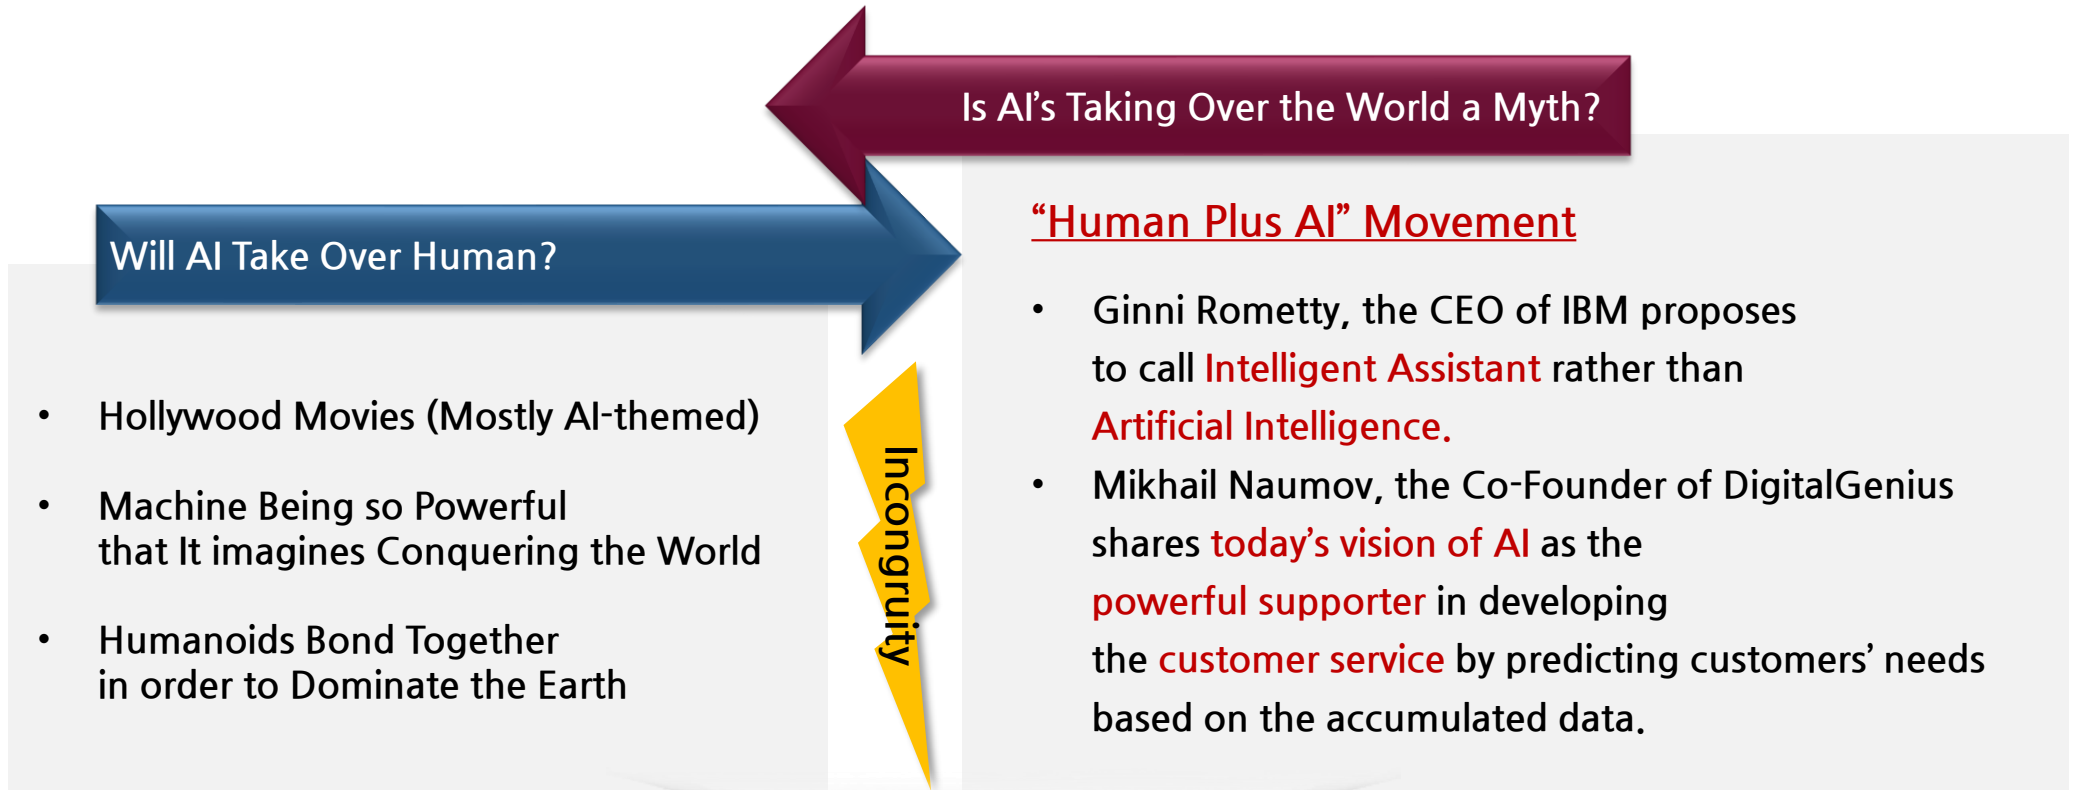 Is AI’s Taking Over the World a Myth?
Will AI Take Over Human?
• Hollywood Movies (Mostly AI-themed)
• Machine Being so Powerful
that It imagines Conquering the World
• Humanoids Bond Together
in order to Dominate the Earth
Incongruity
“Human Plus AI” Movement
• Ginni Rometty, the CEO of IBM proposes
to call Intelligent Assistant rather than
Artificial Intelligence.
• Mikhail Naumov, the Co-Founder of DigitalGenius
shares today’s vision of AI as the
powerful supporter in developing
the customer service by predicting customers’ needs
based on the accumulated data.